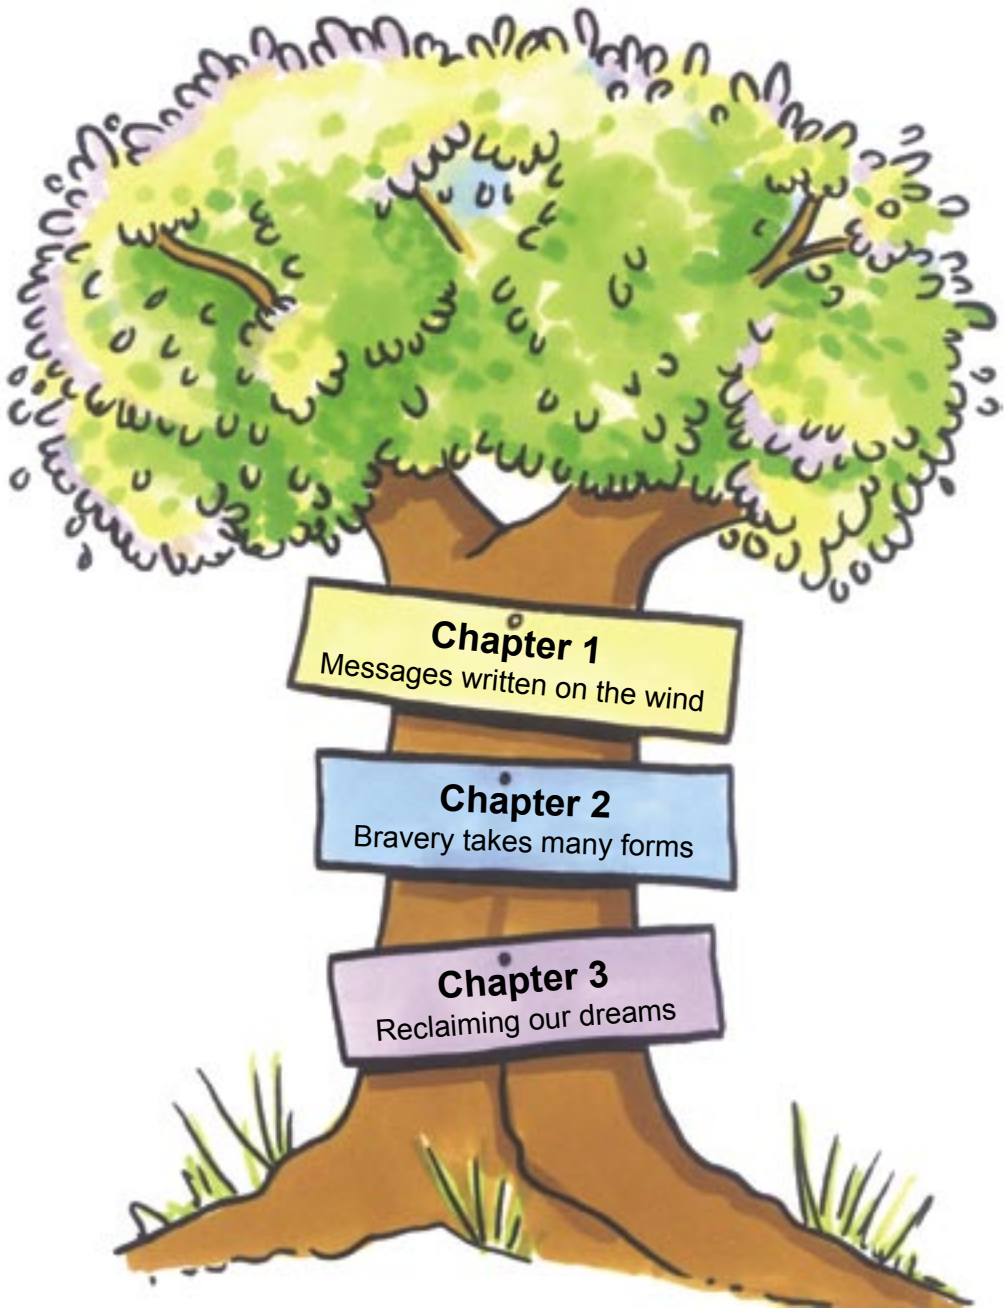 Chapter 1
Messages written on the wind
Chapter 2
Bravery takes many forms
Chapter 3
Reclaiming our dreams